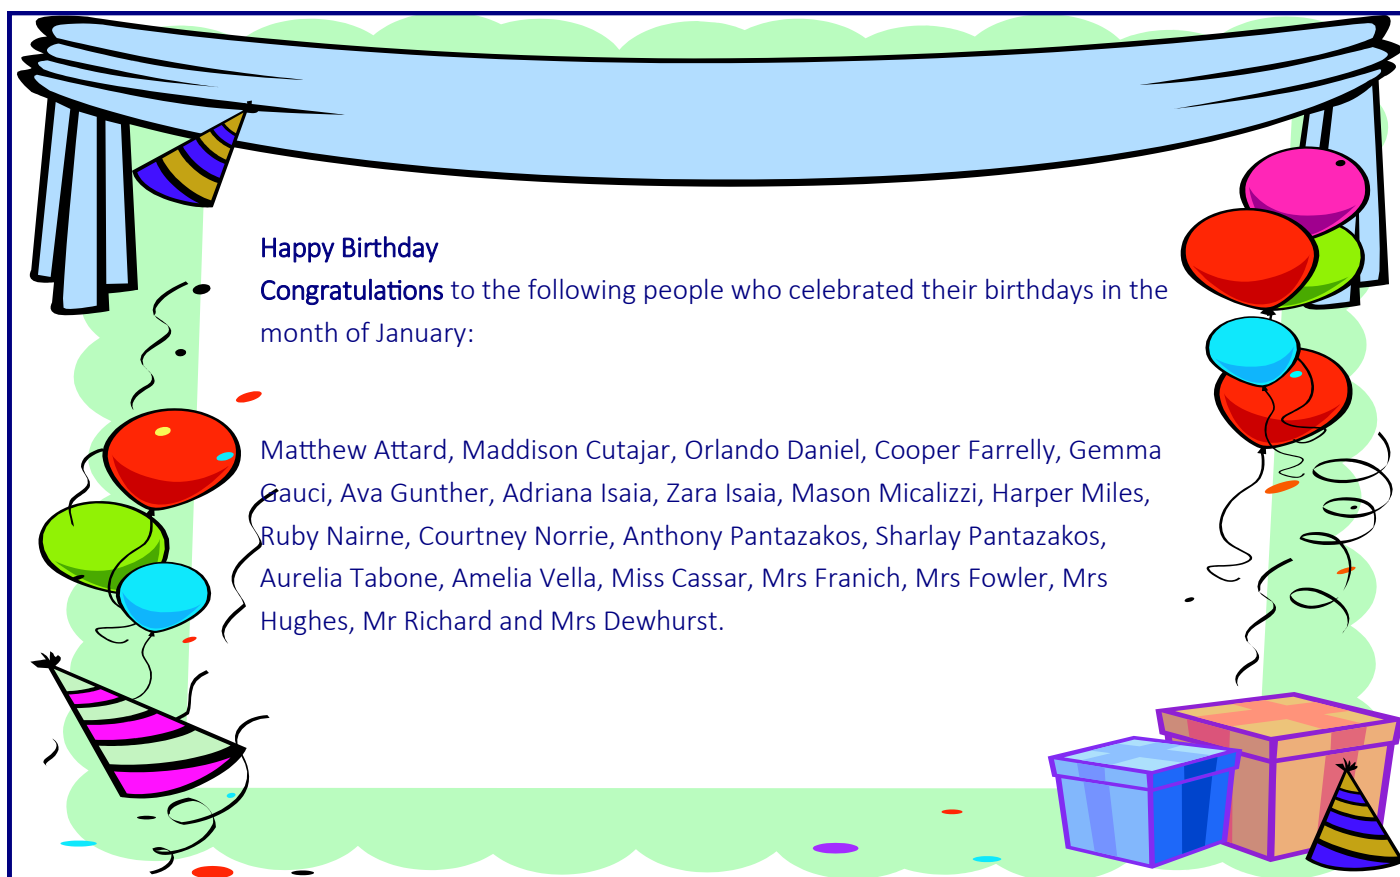 Happy Birthday
Congratulations to the following people who celebrated their birthdays in the
month of January:
Matthew Attard, Maddison Cutajar, Orlando Daniel, Cooper Farrelly, Gemma
Gauci, Ava Gunther, Adriana Isaia, Zara Isaia, Mason Micalizzi, Harper Miles,
Ruby Nairne, Courtney Norrie, Anthony Pantazakos, Sharlay Pantazakos,
Aurelia Tabone, Amelia Vella, Miss Cassar, Mrs Franich, Mrs Fowler, Mrs
Hughes, Mr Richard and Mrs Dewhurst.